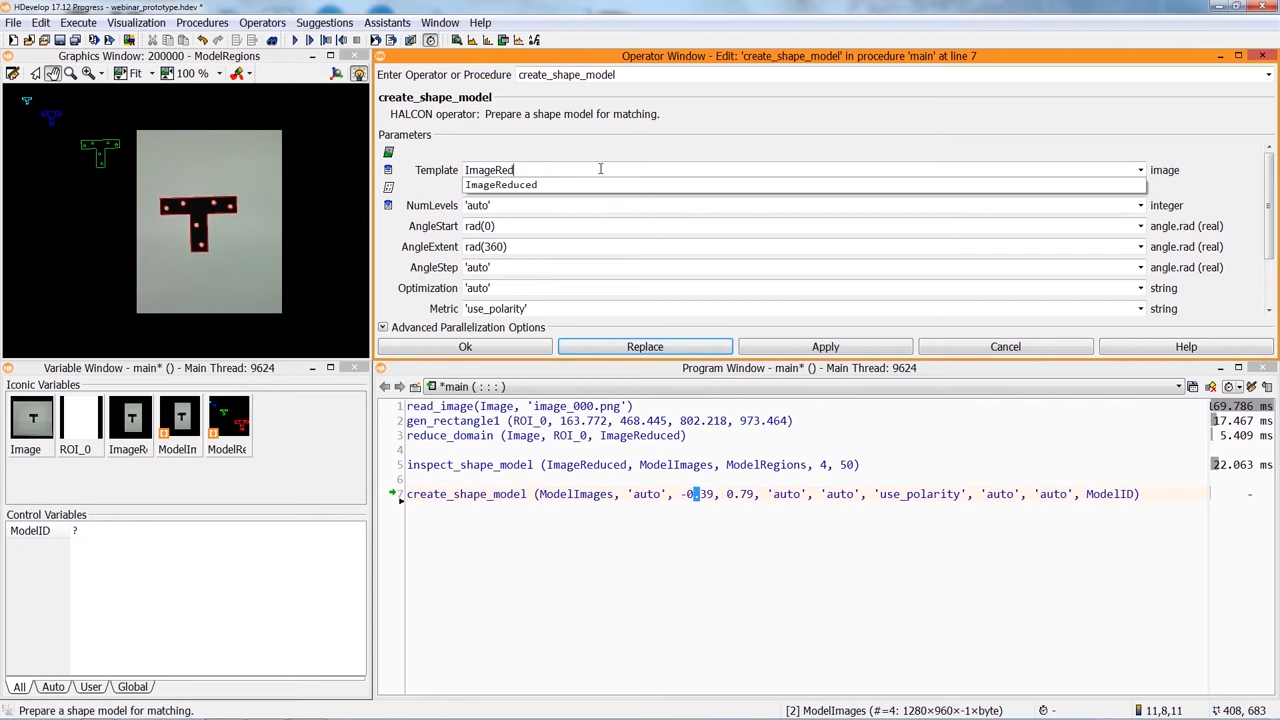 HDevelop 17.12 Progress - webinar_prototype.hdev *
File Edit Execute Visualization Procedures Operators Suggestions Assistants Window Help
Graphics Window: 200000 - ModelRegions
Fit 100 %
Operator Window - Edit: 'create_shape_model' in procedure 'main' at line 7
Enter Operator or Procedure create_shape_model
create_shape_model
HALCON operator: Prepare a shape model for matching.
Parameters
Template ImageRed image
ImageReduced
NumLevels 'auto' integer
AngleStart rad(0) angle.rad (real)
AngleExtent rad(360) angle.rad (real)
AngleStep 'auto' angle.rad (real)
Optimization 'auto' string
Metric 'use_polarity' string
Advanced Parallelization Options
Ok Replace Apply Cancel Help
Variable Window - main* () - Main Thread: 9624
Iconic Variables
Image ROI_0 ImageR ModelIm ModelRe
Control Variables
ModelID ?
All Auto User Global
Program Window - main* () - Main Thread: 9624
*main ( : : : )
1 read_image(Image, 'image_000.png') 169.786 ms
2 gen_rectangle1 (ROI_0, 163.772, 468.445, 802.218, 973.464) 17.467 ms
3 reduce_domain (Image, ROI_0, ImageReduced) 5.409 ms
4
5 inspect_shape_model (ImageReduced, ModelImages, ModelRegions, 4, 50) 22.063 ms
6
7 create_shape_model (ModelImages, 'auto', -0.39, 0.79, 'auto', 'auto', 'use_polarity', 'auto', 'auto', ModelID) -
Prepare a shape model for matching. [2] ModelImages (#=4: 1280×960×-1×byte) - 11,8,11 408, 683